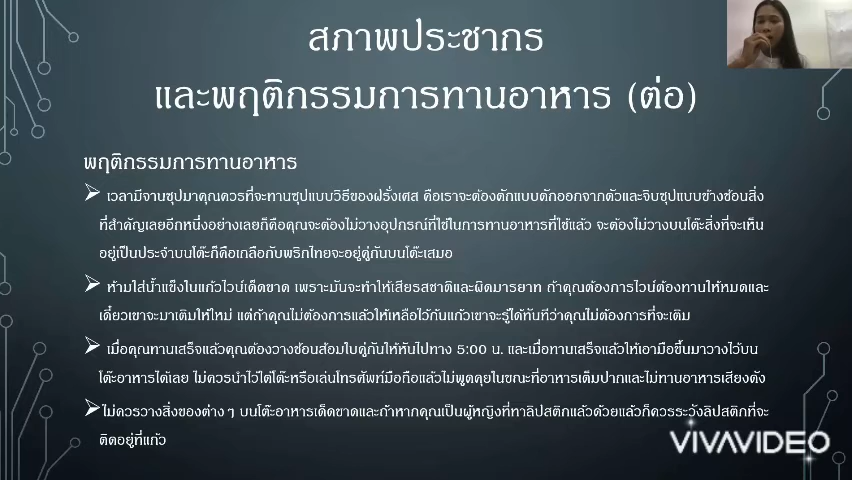 สภาพประชากร
และพฤติกรรมการทานอาหาร (ต่อ)
พฤติกรรมการทานอาหาร
เวลามีจานซุปมาคุณควรที่จะทานซุปแบบวิธีของฝรั่งเศส คือเราจะต้องตักแบบตักออกจากตัวและจิบซุปแบบข้างช้อนสิ่ง
ที่สำคัญเลยอีกหนึ่งอย่างเลยก็คือคุณจะต้องไม่วางอุปกรณ์ที่ใช้ในการทานอาหารที่ใช้แล้ว จะต้องไม่วางบนโต๊ะสิ่งที่จะเห็น
อยู่เป็นประจำบนโต๊ะก็คือเกลือกับพริกไทยจะอยู่คู่กันบนโต๊ะเสมอ
ห้ามใส่น้ำแข็งในแก้วไวน์เด็ดขาด เพราะมันจะทำให้เสียรสชาติและผิดมารยาท ถ้าคุณต้องการไวน์ต้องทานให้หมดและ
เดี๋ยวเขาจะมาเติมให้ใหม่ แต่ถ้าคุณไม่ต้องการแล้วให้เหลือไว้ก้นแก้วเขาจะรู้ได้ทันทีว่าคุณไม่ต้องการที่จะเติม
เมื่อคุณทานเสร็จแล้วคุณต้องวางช้อนส้อมใบคู่กันให้หันไปทาง 5:00 น. และเมื่อทานเสร็จแล้วให้เอามือขึ้นมาวางไว้บน
โต๊ะอาหารได้เลย ไม่ควรนำไว้ใต้โต๊ะหรือเล่นโทรศัพท์มือถือแล้วไม่พูดคุยในขณะที่อาหารเต็มปากและไม่ทานอาหารเสียงดัง
ไม่ควรวางสิ่งของต่างๆ บนโต๊ะอาหารเด็ดขาดและถ้าหากคุณเป็นผู้หญิงที่ทาลิปสติกแล้วด้วยแล้วก็ควรระวังลิปสติกที่จะ
ติดอยู่ที่แก้ว
VIVAVIDEO